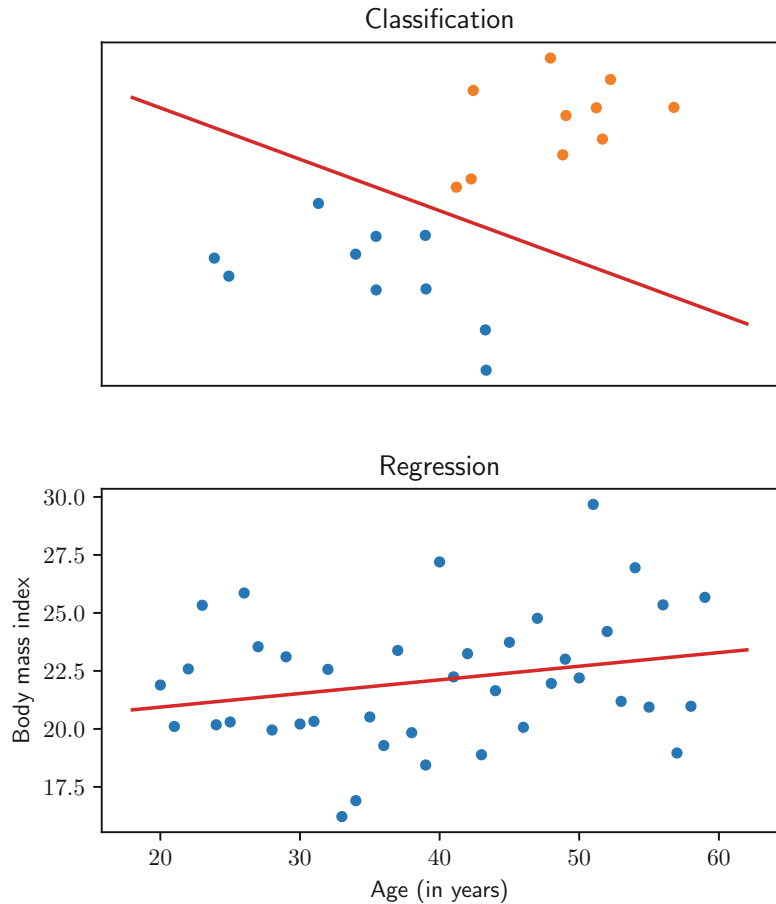 Classification
Regression
30.0
27.5
25.0
22.5
20.0
17.5
Body mass index
20 30 40 50 60
Age (in years)